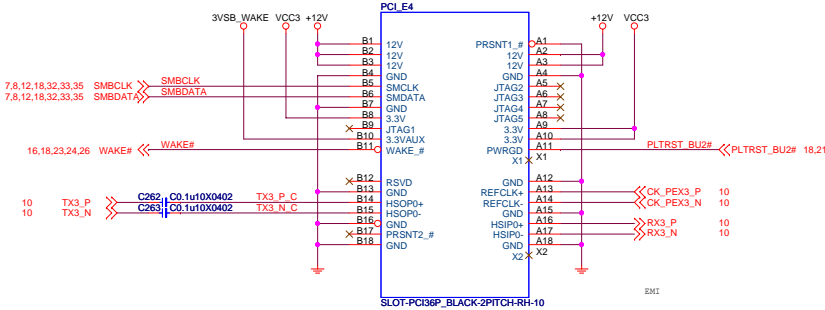 PCI_E4
3VSB_WAKE VCC3 +12V
+12V VCC3
B1 12V PRSNT1_# A1
B2 12V 12V A2
B3 12V 12V A3
B4 GND GND A4
7,8,12,18,32,33,35 SMBCLK SMBCLK B5 SMCLK JTAG2 A5
7,8,12,18,32,33,35 SMBDATA SMBDATA B6 SMDATA JTAG3 A6
B7 GND JTAG4 A7
B8 3.3V JTAG5 A8
B9 JTAG1 3.3V A9
B10 3.3VAUX 3.3V A10
16,18,23,24,26 WAKE# WAKE# B11 WAKE_# PWRGD A11 PLTRST_BU2# PLTRST_BU2# 18,21
X1 X1
B12 RSVD GND A12
B13 GND REFCLK+ A13 CK_PEX3_P 10
10 TX3_P C262 C0.1u10X0402 TX3_P_C B14 HSOP0+ REFCLK- A14 CK_PEX3_N 10
10 TX3_N C263 C0.1u10X0402 TX3_N_C B15 HSOP0- GND A15
B16 GND HSIP0+ A16 RX3_P 10
B17 PRSNT2_# HSIP0- A17 RX3_N 10
B18 GND GND A18
X2 X2
SLOT-PCI36P_BLACK-2PITCH-RH-10
EMI